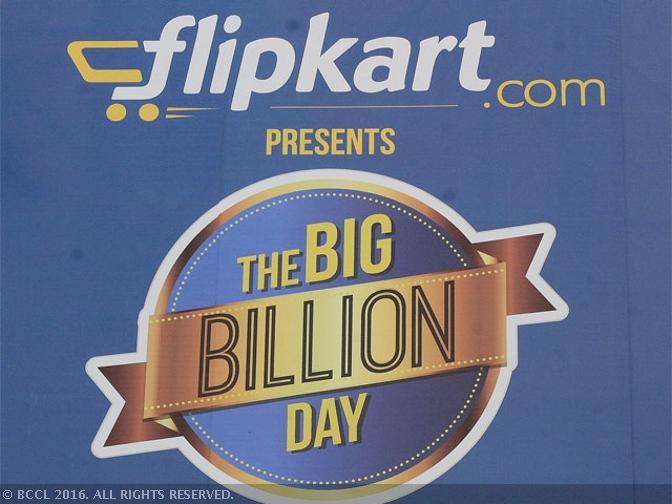 flipkart.com
PRESENTS
THE BIG
BILLION
DAY
© BCCL 2016. ALL RIGHTS RESERVED.